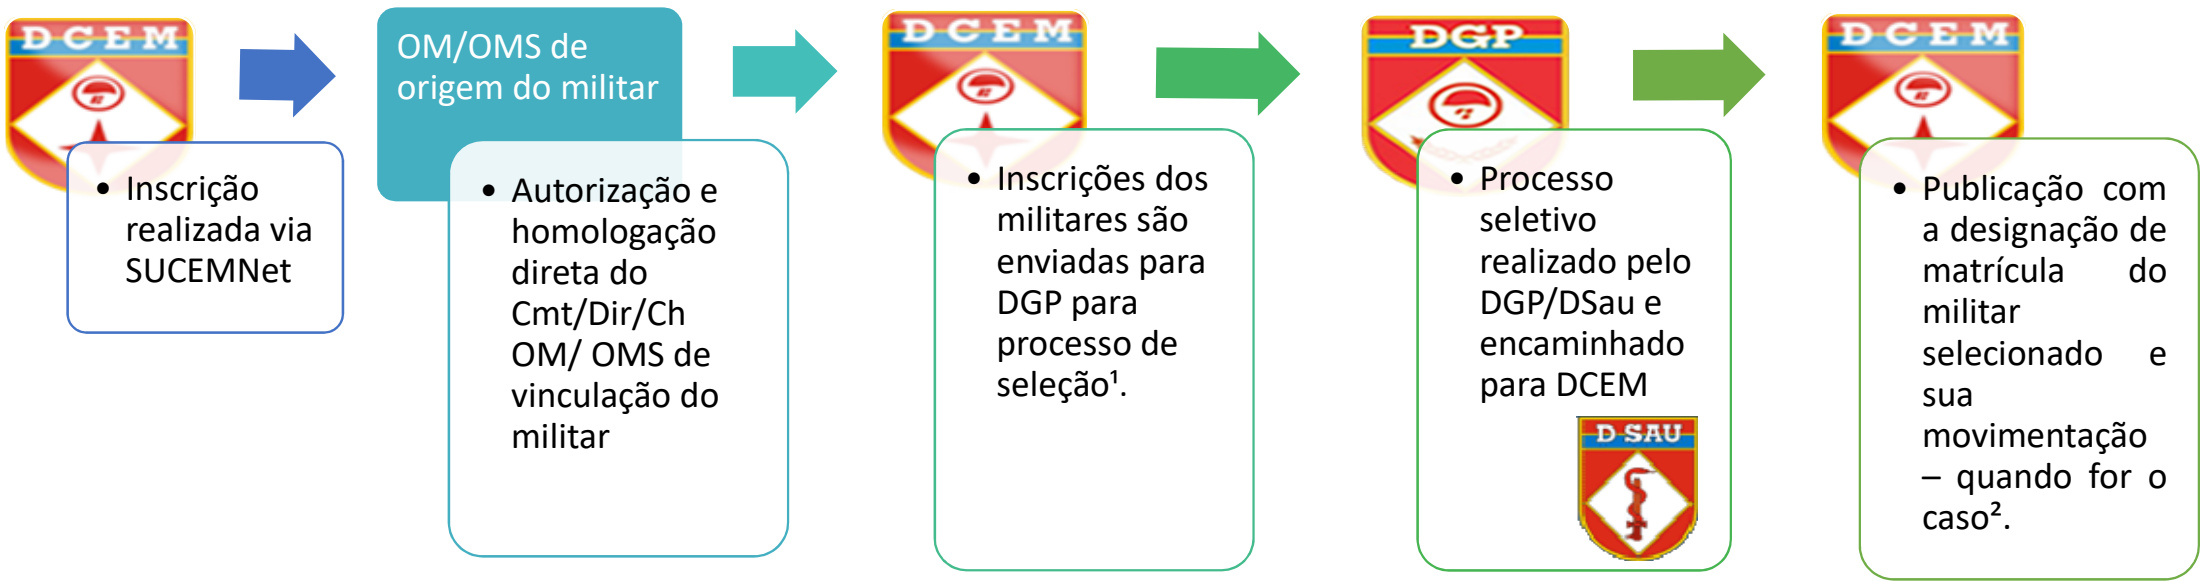 DCEM
• Inscrição
realizada via
SUCEMNet
OM/OMS de
origem do militar
• Autorização e
homologação
direta do
Cmt/Dir/Ch
OM/ OMS de
vinculação do
militar
DCEM
• Inscrições dos
militares são
enviadas para
DGP para
processo de
seleção¹.
DGP
• Processo
seletivo
realizado pelo
DGP/DSau e
encaminhado
para DCEM
D SAU
DCEM
• Publicação com
a designação de
matrícula do
militar
selecionado e
sua
movimentação
– quando for o
caso².